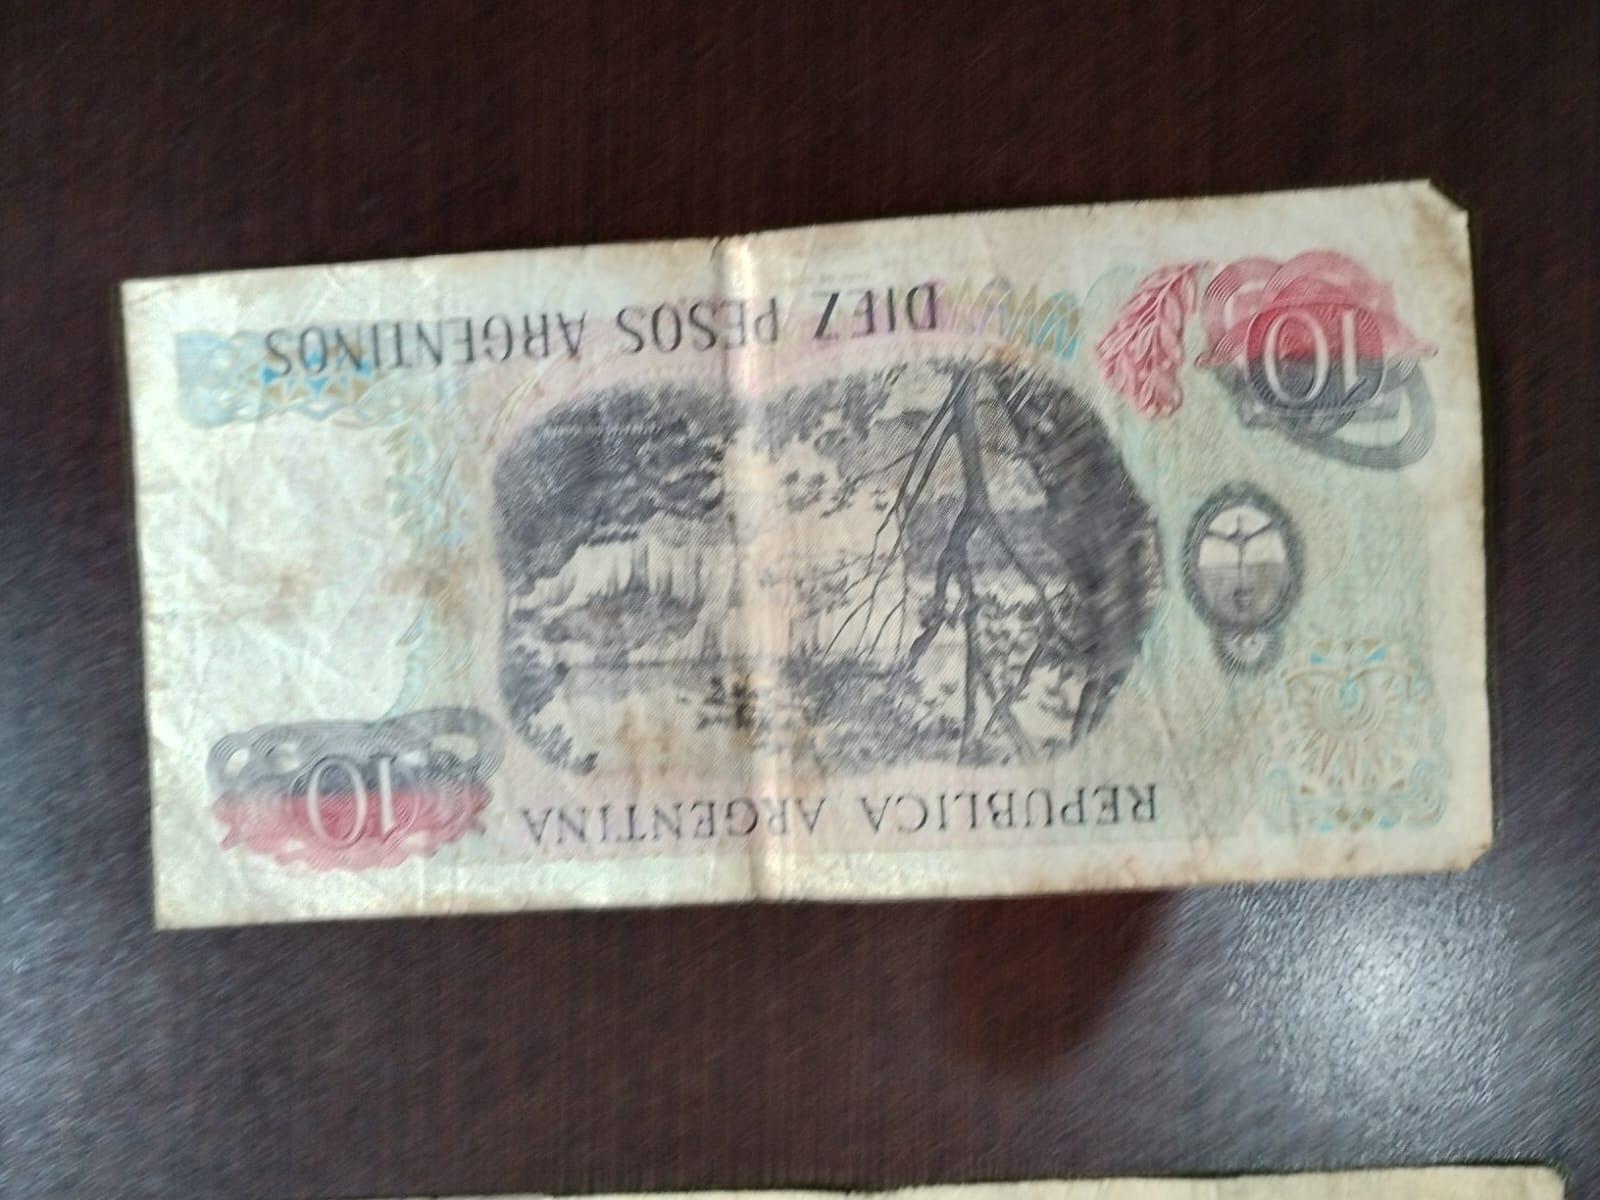 REPUBLICA ARGENTINA
10
10
DIEZ PESOS ARGENTINOS